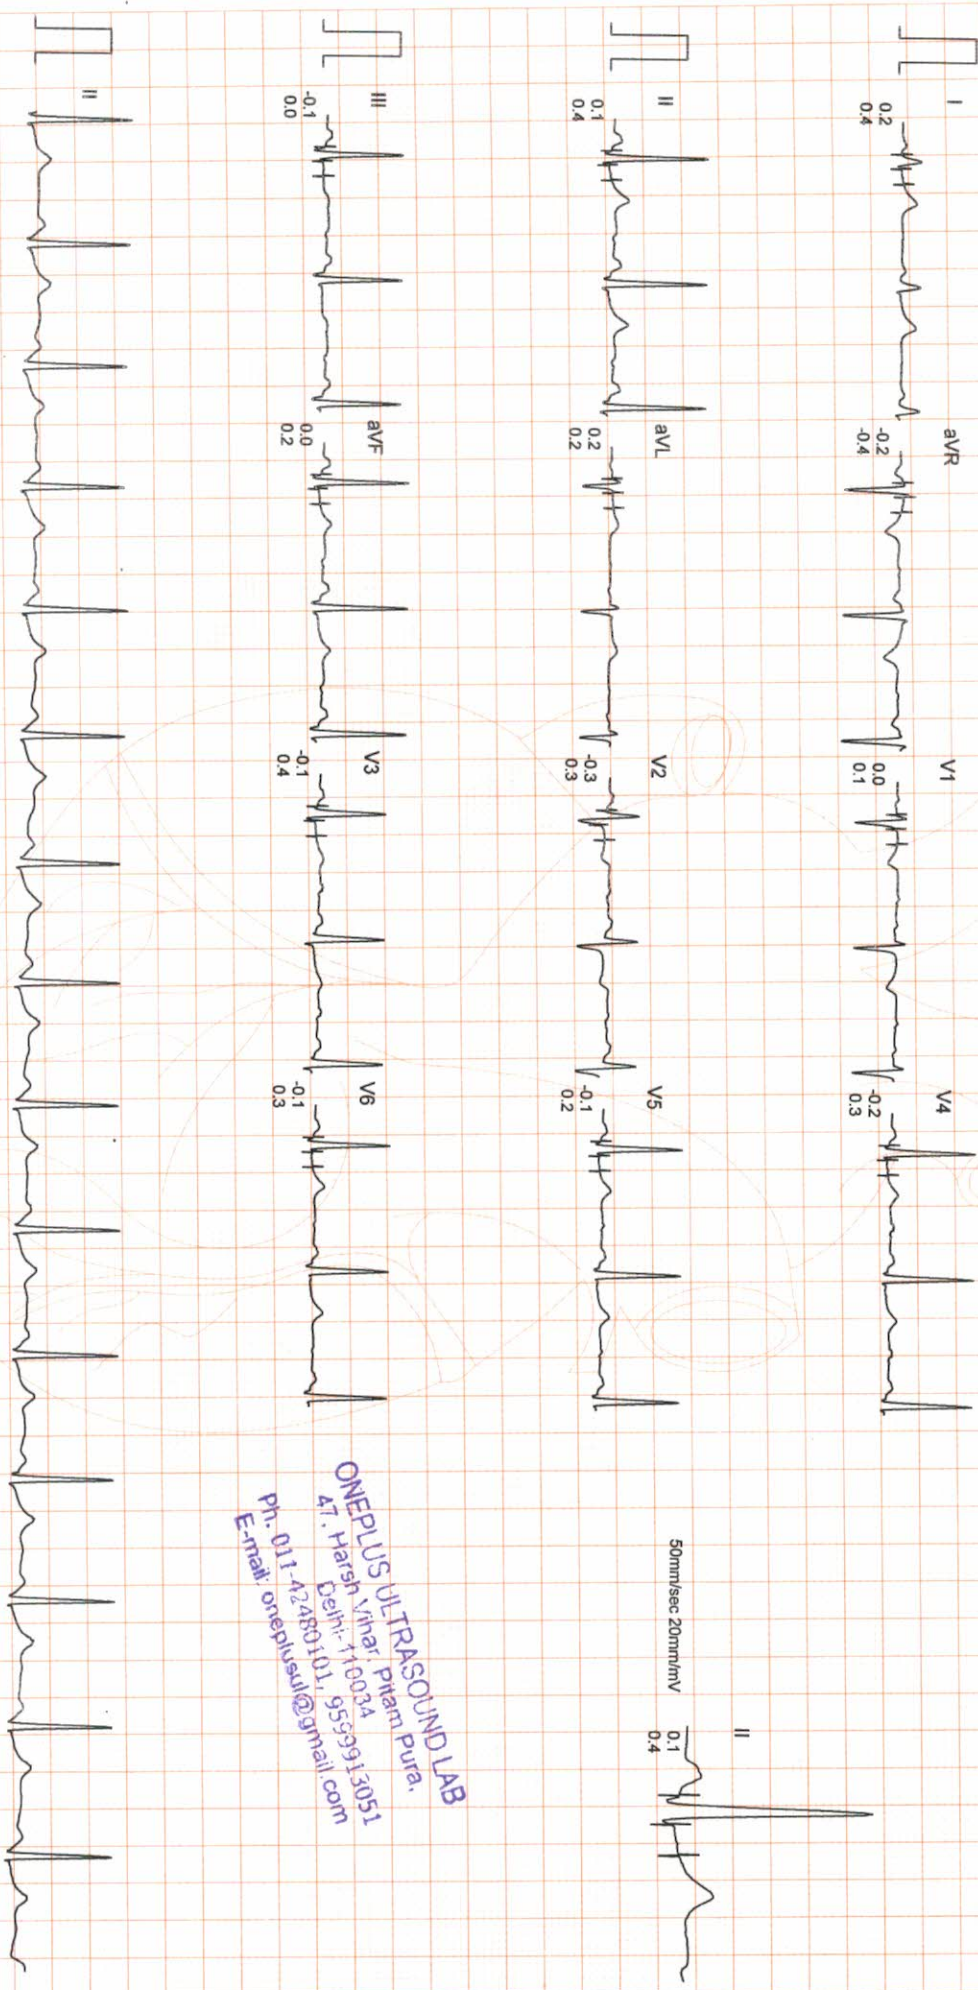 I
0.2
0.4
aVR
-0.2
-0.4
V1
0.0
0.1
V4
-0.2
0.3
II
0.1
0.4
aVL
0.2
0.2
V2
-0.3
0.3
V5
-0.1
0.2
50mm/sec 20mm/mV
II
0.1
0.4
III
-0.1
0.0
aVF
0.0
0.2
V3
-0.1
0.4
V6
-0.1
0.3
II
ONEPLUS ULTRASOUND LAB
47, Harsh Vihar, Pitam Pura,
Delhi-110034
Ph. 011-42480101, 9599913051
E-mail: oneplusul@gmail.com